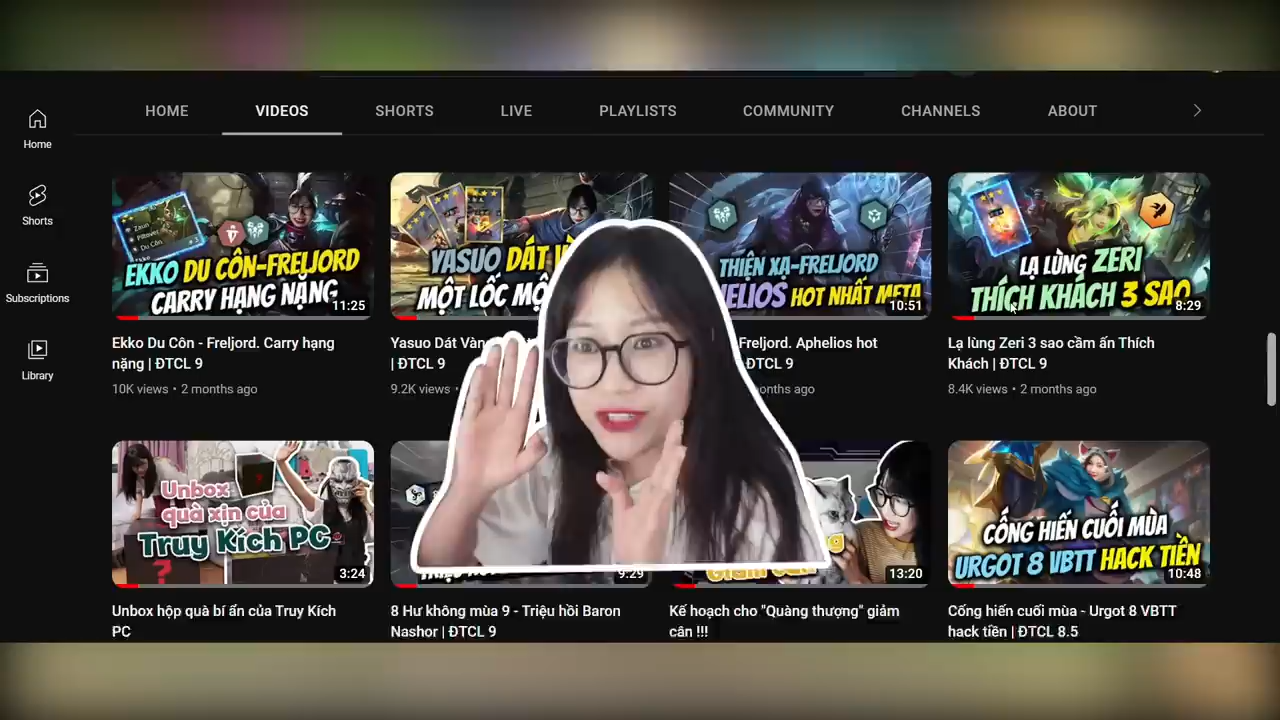 HOME
VIDEOS
SHORTS
LIVE
PLAYLISTS
COMMUNITY
CHANNELS
ABOUT
Home
Shorts
Subscriptions
Library
Zaun
Piltover
Du Côn
EKKO DU CÔN-FRELJORD
CARRY HẠNG NẶNG
11:25
Ekko Du Côn - Freljord. Carry hạng
nặng | ĐTCL 9
10K views • 2 months ago
YASUO DÁT
MỘT LỐC
Yasuo Dát Vàng
| ĐTCL 9
9.2K views •
THIỆN XẠ-FRELJORD
HOT NHẤT META
10:51
Freljord. Aphelios hot
ĐTCL 9
ago
LẠ LÙNG ZERI
THÍCH KHÁCH 3 SAO
8:29
Lạ lùng Zeri 3 sao cầm ấn Thích
Khách | ĐTCL 9
8.4K views • 2 months ago
Unbox
quà xịn của
Truy Kích PC
?
3:24
Unbox hộp quà bí ẩn của Truy Kích
PC
9:29
8 Hư không mùa 9 - Triệu hồi Baron
Nashor | ĐTCL 9
13:20
Kế hoạch cho "Quàng thượng" giảm
cân !!!
CỐNG HIẾN CUỐI MÙA
URGOT 8 VBTT HACK TIỀN
10:48
Cống hiến cuối mùa - Urgot 8 VBTT
hack tiền | ĐTCL 8.5